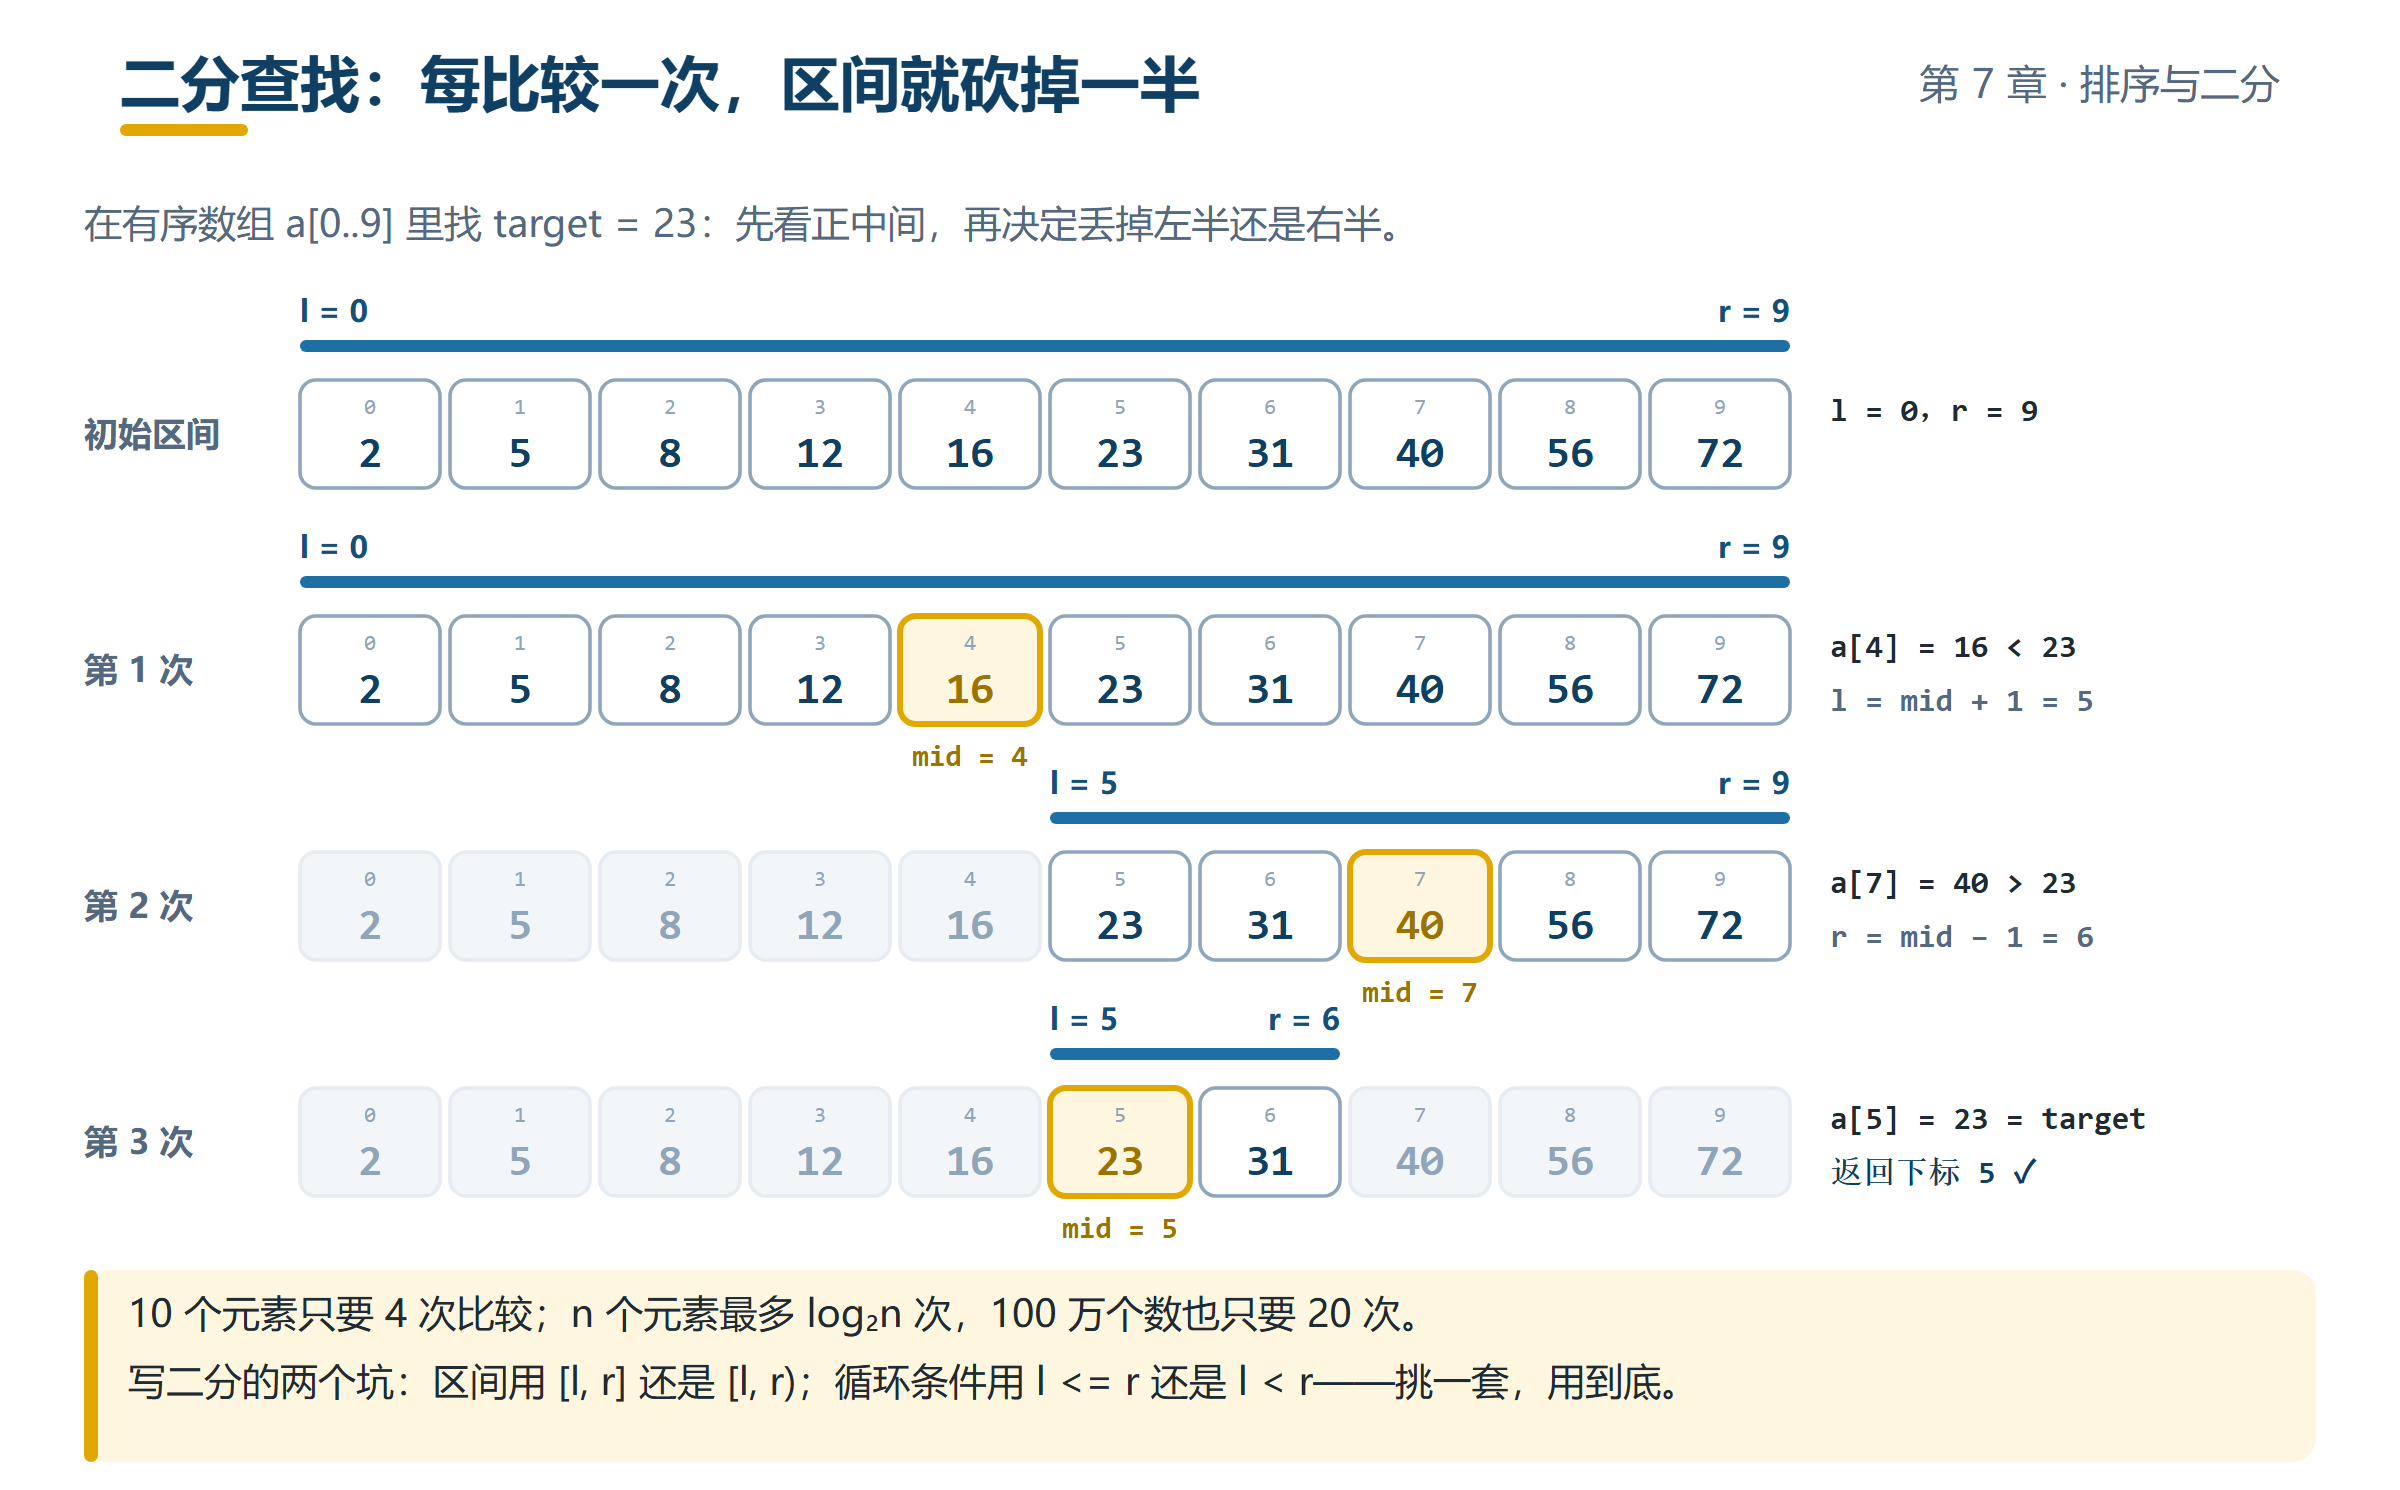 二分查找：每比较一次，区间就砍掉一半
第 7 章 · 排序与二分
在有序数组 a[0..9] 里找 target = 23：先看正中间，再决定丢掉左半还是右半。
l = 0 r = 9
初始区间
0 1 2 3 4 5 6 7 8 9
2 5 8 12 16 23 31 40 56 72
l = 0，r = 9
l = 0 r = 9
第 1 次
0 1 2 3 4 5 6 7 8 9
2 5 8 12 16 23 31 40 56 72
mid = 4
a[4] = 16 < 23
l = mid + 1 = 5
l = 5 r = 9
第 2 次
0 1 2 3 4 5 6 7 8 9
2 5 8 12 16 23 31 40 56 72
mid = 7
a[7] = 40 > 23
r = mid − 1 = 6
l = 5 r = 6
第 3 次
0 1 2 3 4 5 6 7 8 9
2 5 8 12 16 23 31 40 56 72
mid = 5
a[5] = 23 = target
返回下标 5 ✓
10 个元素只要 4 次比较；n 个元素最多 log₂n 次，100 万个数也只要 20 次。
写二分的两个坑：区间用 [l, r] 还是 [l, r)；循环条件用 l <= r 还是 l < r——挑一套，用到底。